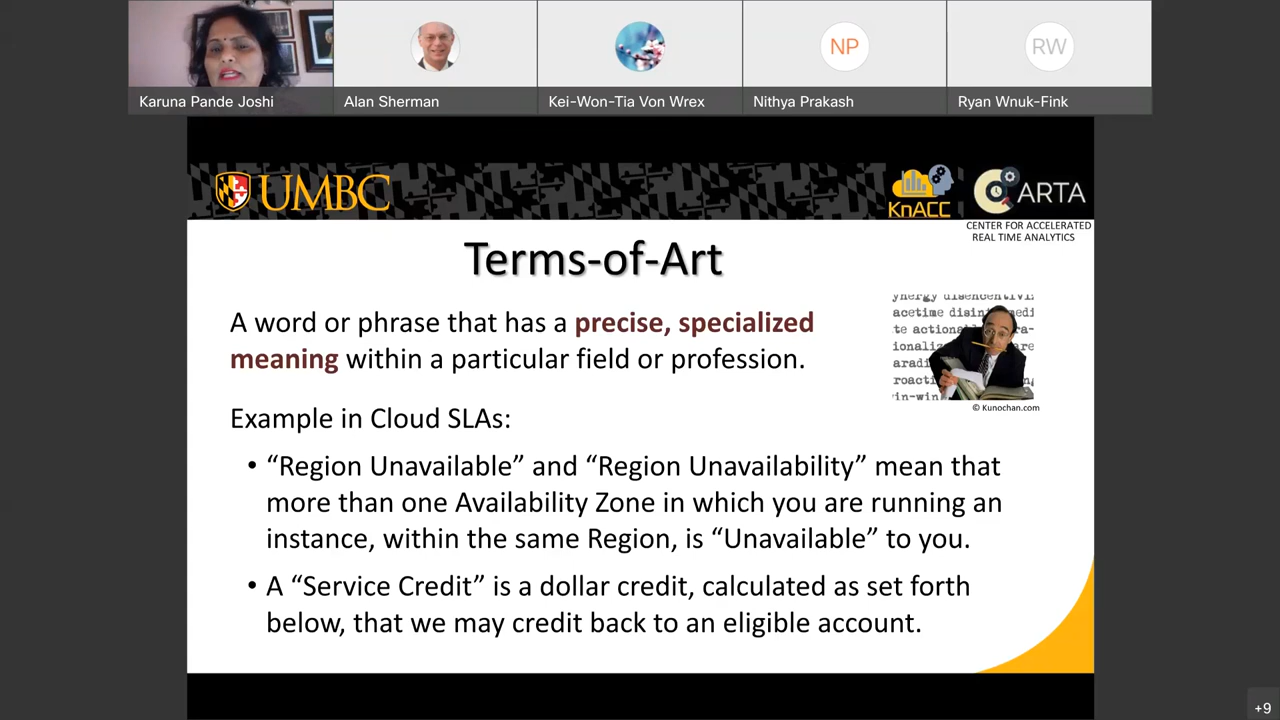 NP
RW
Karuna Pande Joshi
Alan Sherman
Kei-Won-Tia Von Wrex
Nithya Prakash
Ryan Wnuk-Fink
UMBC
KnACC
CARTA
CENTER FOR ACCELERATED
REAL TIME ANALYTICS
Terms-of-Art
A word or phrase that has a precise, specialized
meaning within a particular field or profession.
© Kunochan.com
Example in Cloud SLAs:
• “Region Unavailable” and “Region Unavailability” mean that
more than one Availability Zone in which you are running an
instance, within the same Region, is “Unavailable” to you.
• A “Service Credit” is a dollar credit, calculated as set forth
below, that we may credit back to an eligible account.
+9